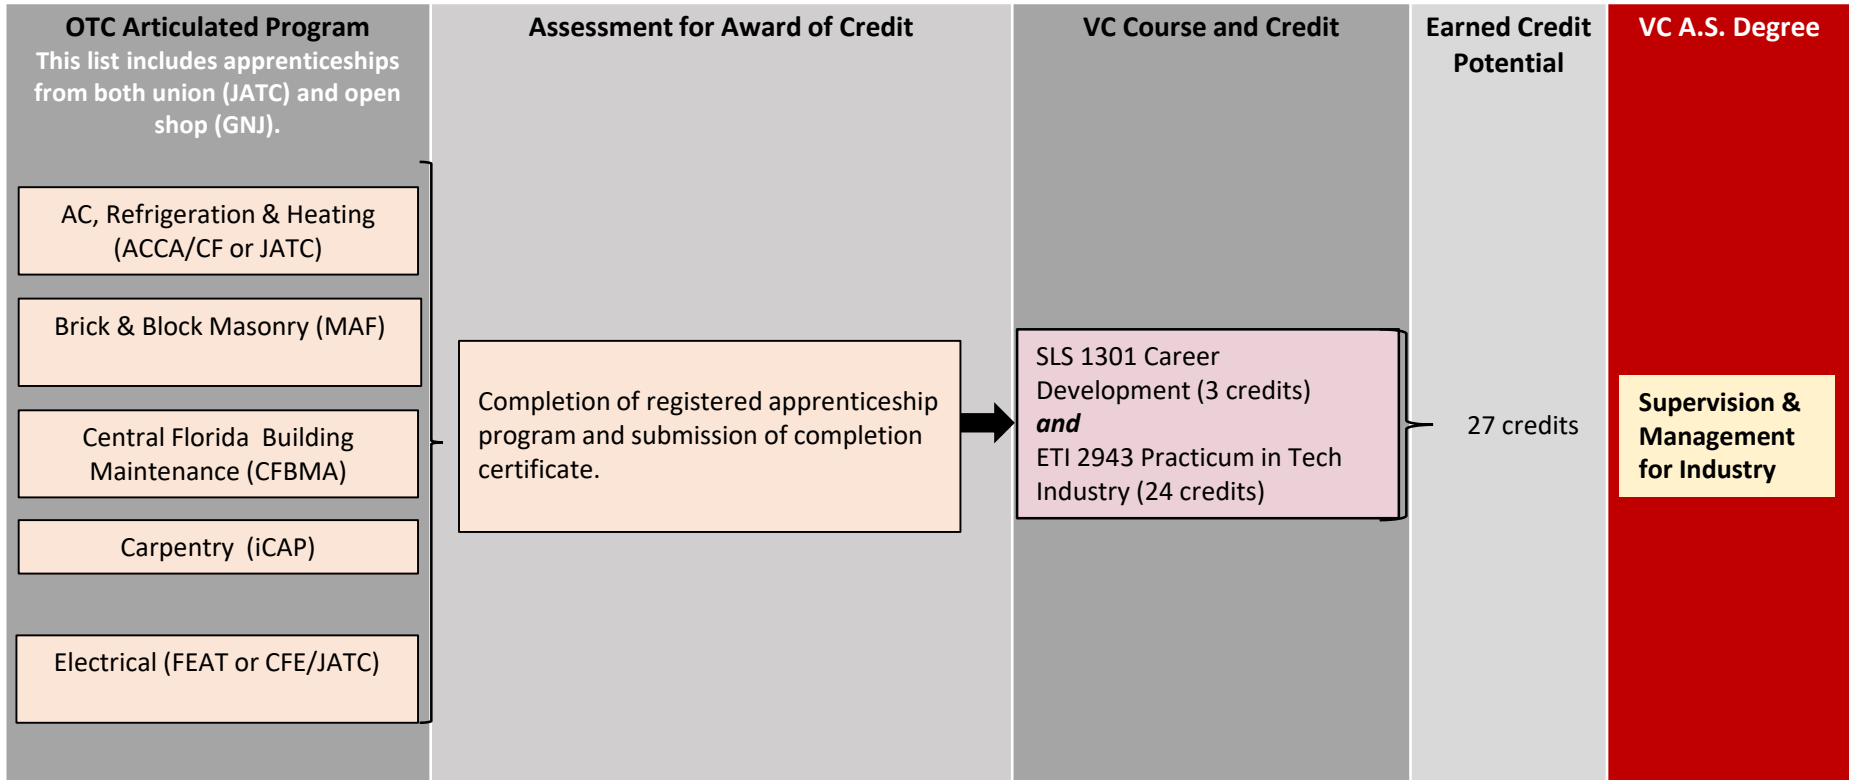 OTC Articulated Program
This list includes apprenticeships
from both union (JATC) and open
shop (GNJ).
AC, Refrigeration & Heating
(ACCA/CF or JATC)
Brick & Block Masonry (MAF)
Central Florida  Building
Maintenance (CFBMA)
Carpentry  (iCAP)
Electrical (FEAT or CFE/JATC)
Assessment for Award of Credit
Completion of registered apprenticeship
program and submission of completion
certificate.
VC Course and Credit
SLS 1301 Career
Development (3 credits)
and
ETI 2943 Practicum in Tech
Industry (24 credits)
Earned Credit
Potential
27 credits
VC A.S. Degree
Supervision &
Management
for Industry